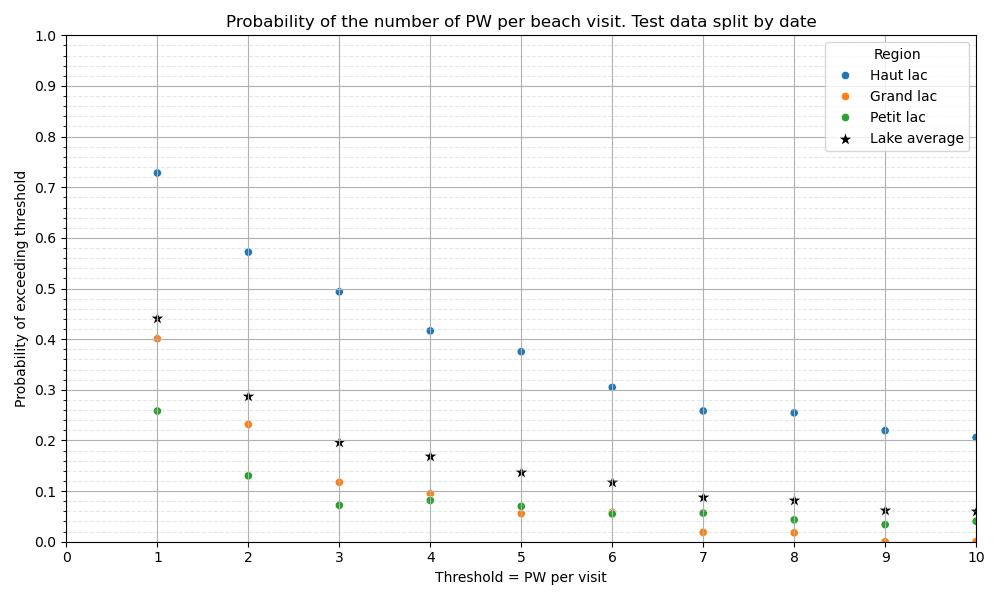 Probability of the number of PW per beach visit. Test data split by date
Region
Haut lac
Grand lac
Petit lac
Lake average
Probability of exceeding threshold
1.0
0.9
0.8
0.7
0.6
0.5
0.4
0.3
0.2
0.1
0.0
0 1 2 3 4 5 6 7 8 9 10
Threshold = PW per visit